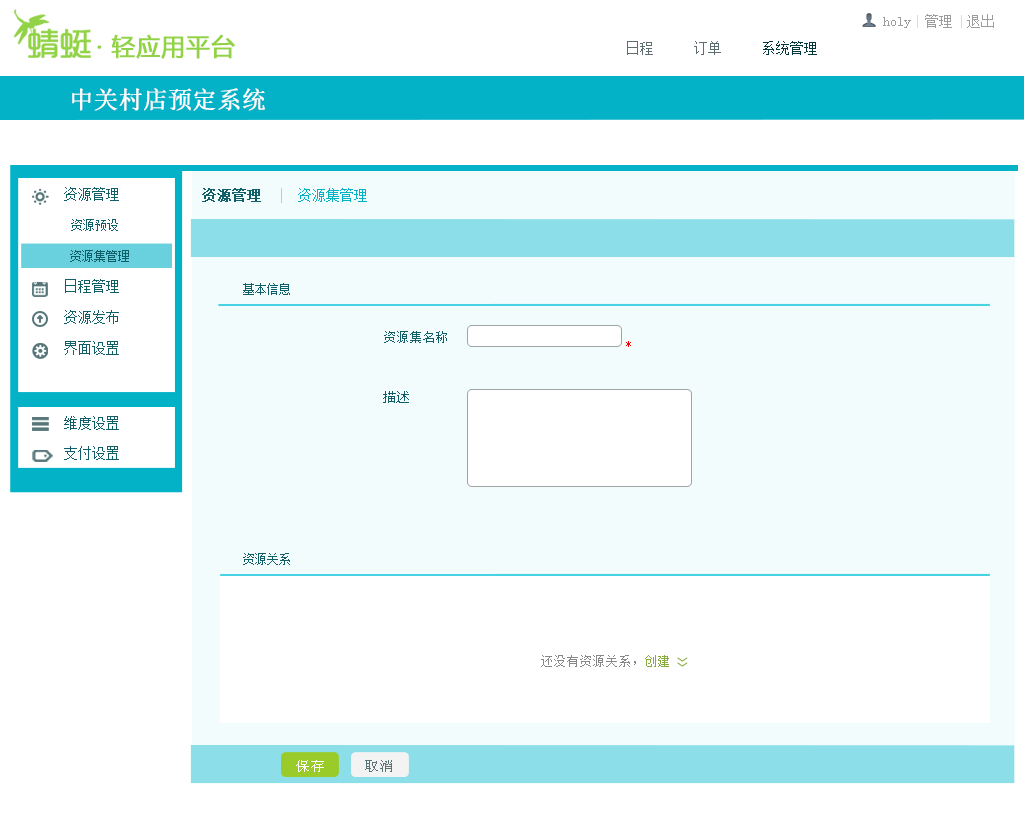 holy 管理 退出
蜻蜓·轻应用平台
日程 订单 系统管理
中关村店预定系统
资源管理
资源预设
资源集管理
日程管理
资源发布
界面设置
维度设置
支付设置
资源管理 资源集管理
基本信息
资源集名称 *
描述
资源关系
还没有资源关系，创建
保存 取消